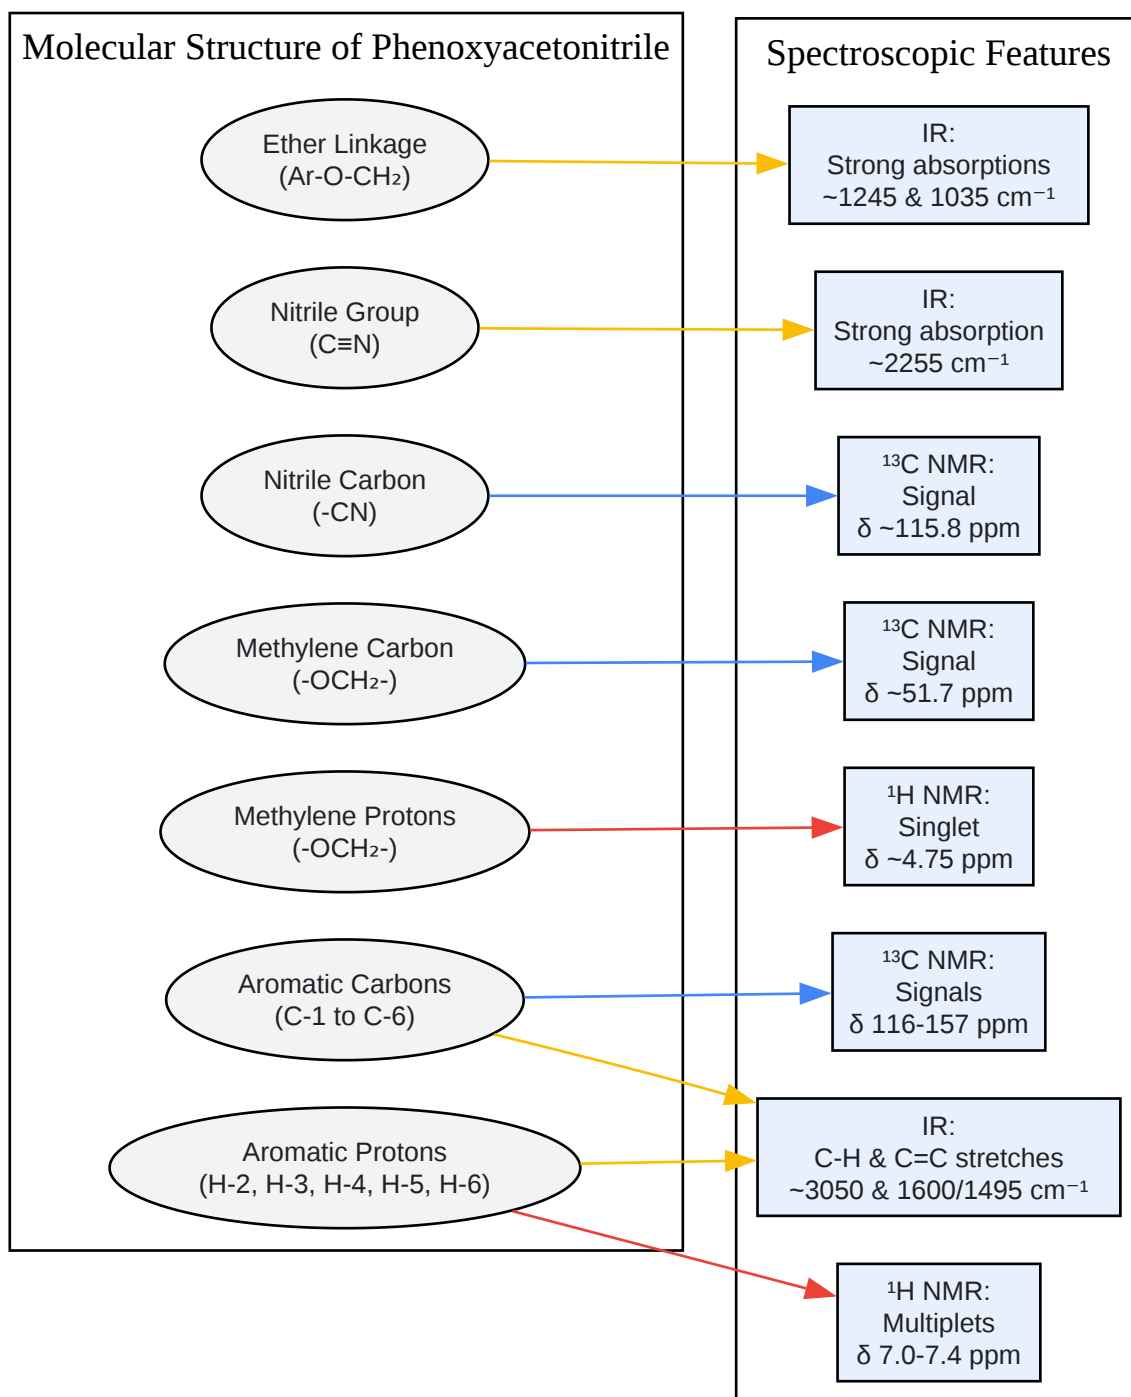 Molecular Structure of Phenoxyacetonitrile
Ether Linkage
(Ar-O-CH₂)
Nitrile Group
(C≡N)
Nitrile Carbon
(-CN)
Methylene Carbon
(-OCH₂-)
Methylene Protons
(-OCH₂-)
Aromatic Carbons
(C-1 to C-6)
Aromatic Protons
(H-2, H-3, H-4, H-5, H-6)
Spectroscopic Features
IR:
Strong absorptions
~1245 & 1035 cm⁻¹
IR:
Strong absorption
~2255 cm⁻¹
¹³C NMR:
Signal
δ ~115.8 ppm
¹³C NMR:
Signal
δ ~51.7 ppm
¹H NMR:
Singlet
δ ~4.75 ppm
¹³C NMR:
Signals
δ 116-157 ppm
IR:
C-H & C=C stretches
~3050 & 1600/1495 cm⁻¹
¹H NMR:
Multiplets
δ 7.0-7.4 ppm